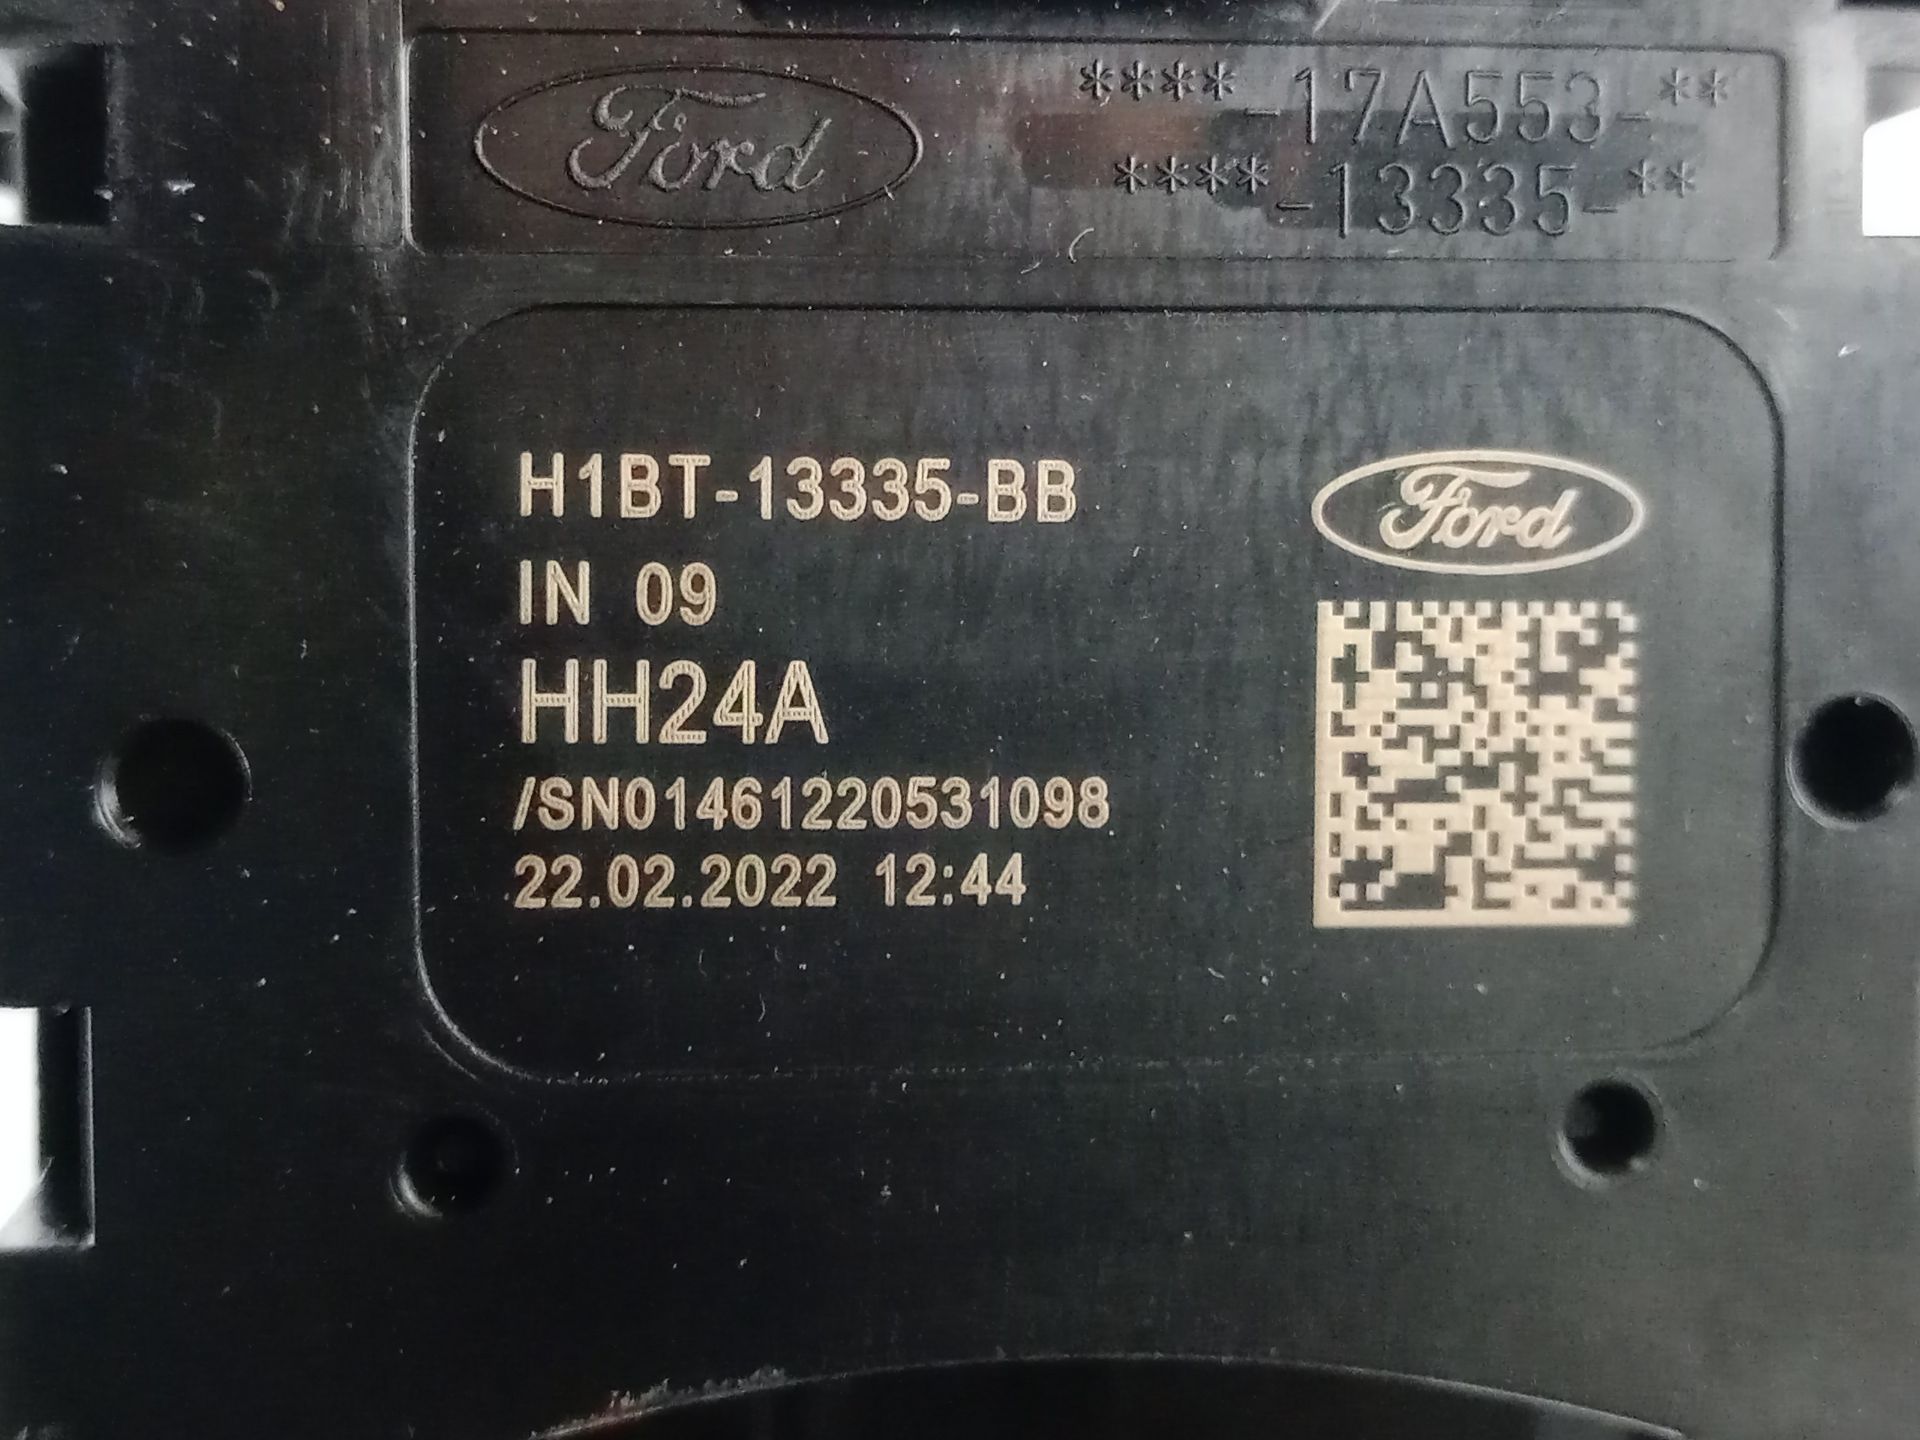 Ford
****-17A553-**
****-13335-**
H1BT-13335-BB
Ford
IN 09
HH24A
/SN01461220531098
22.02.2022 12:44